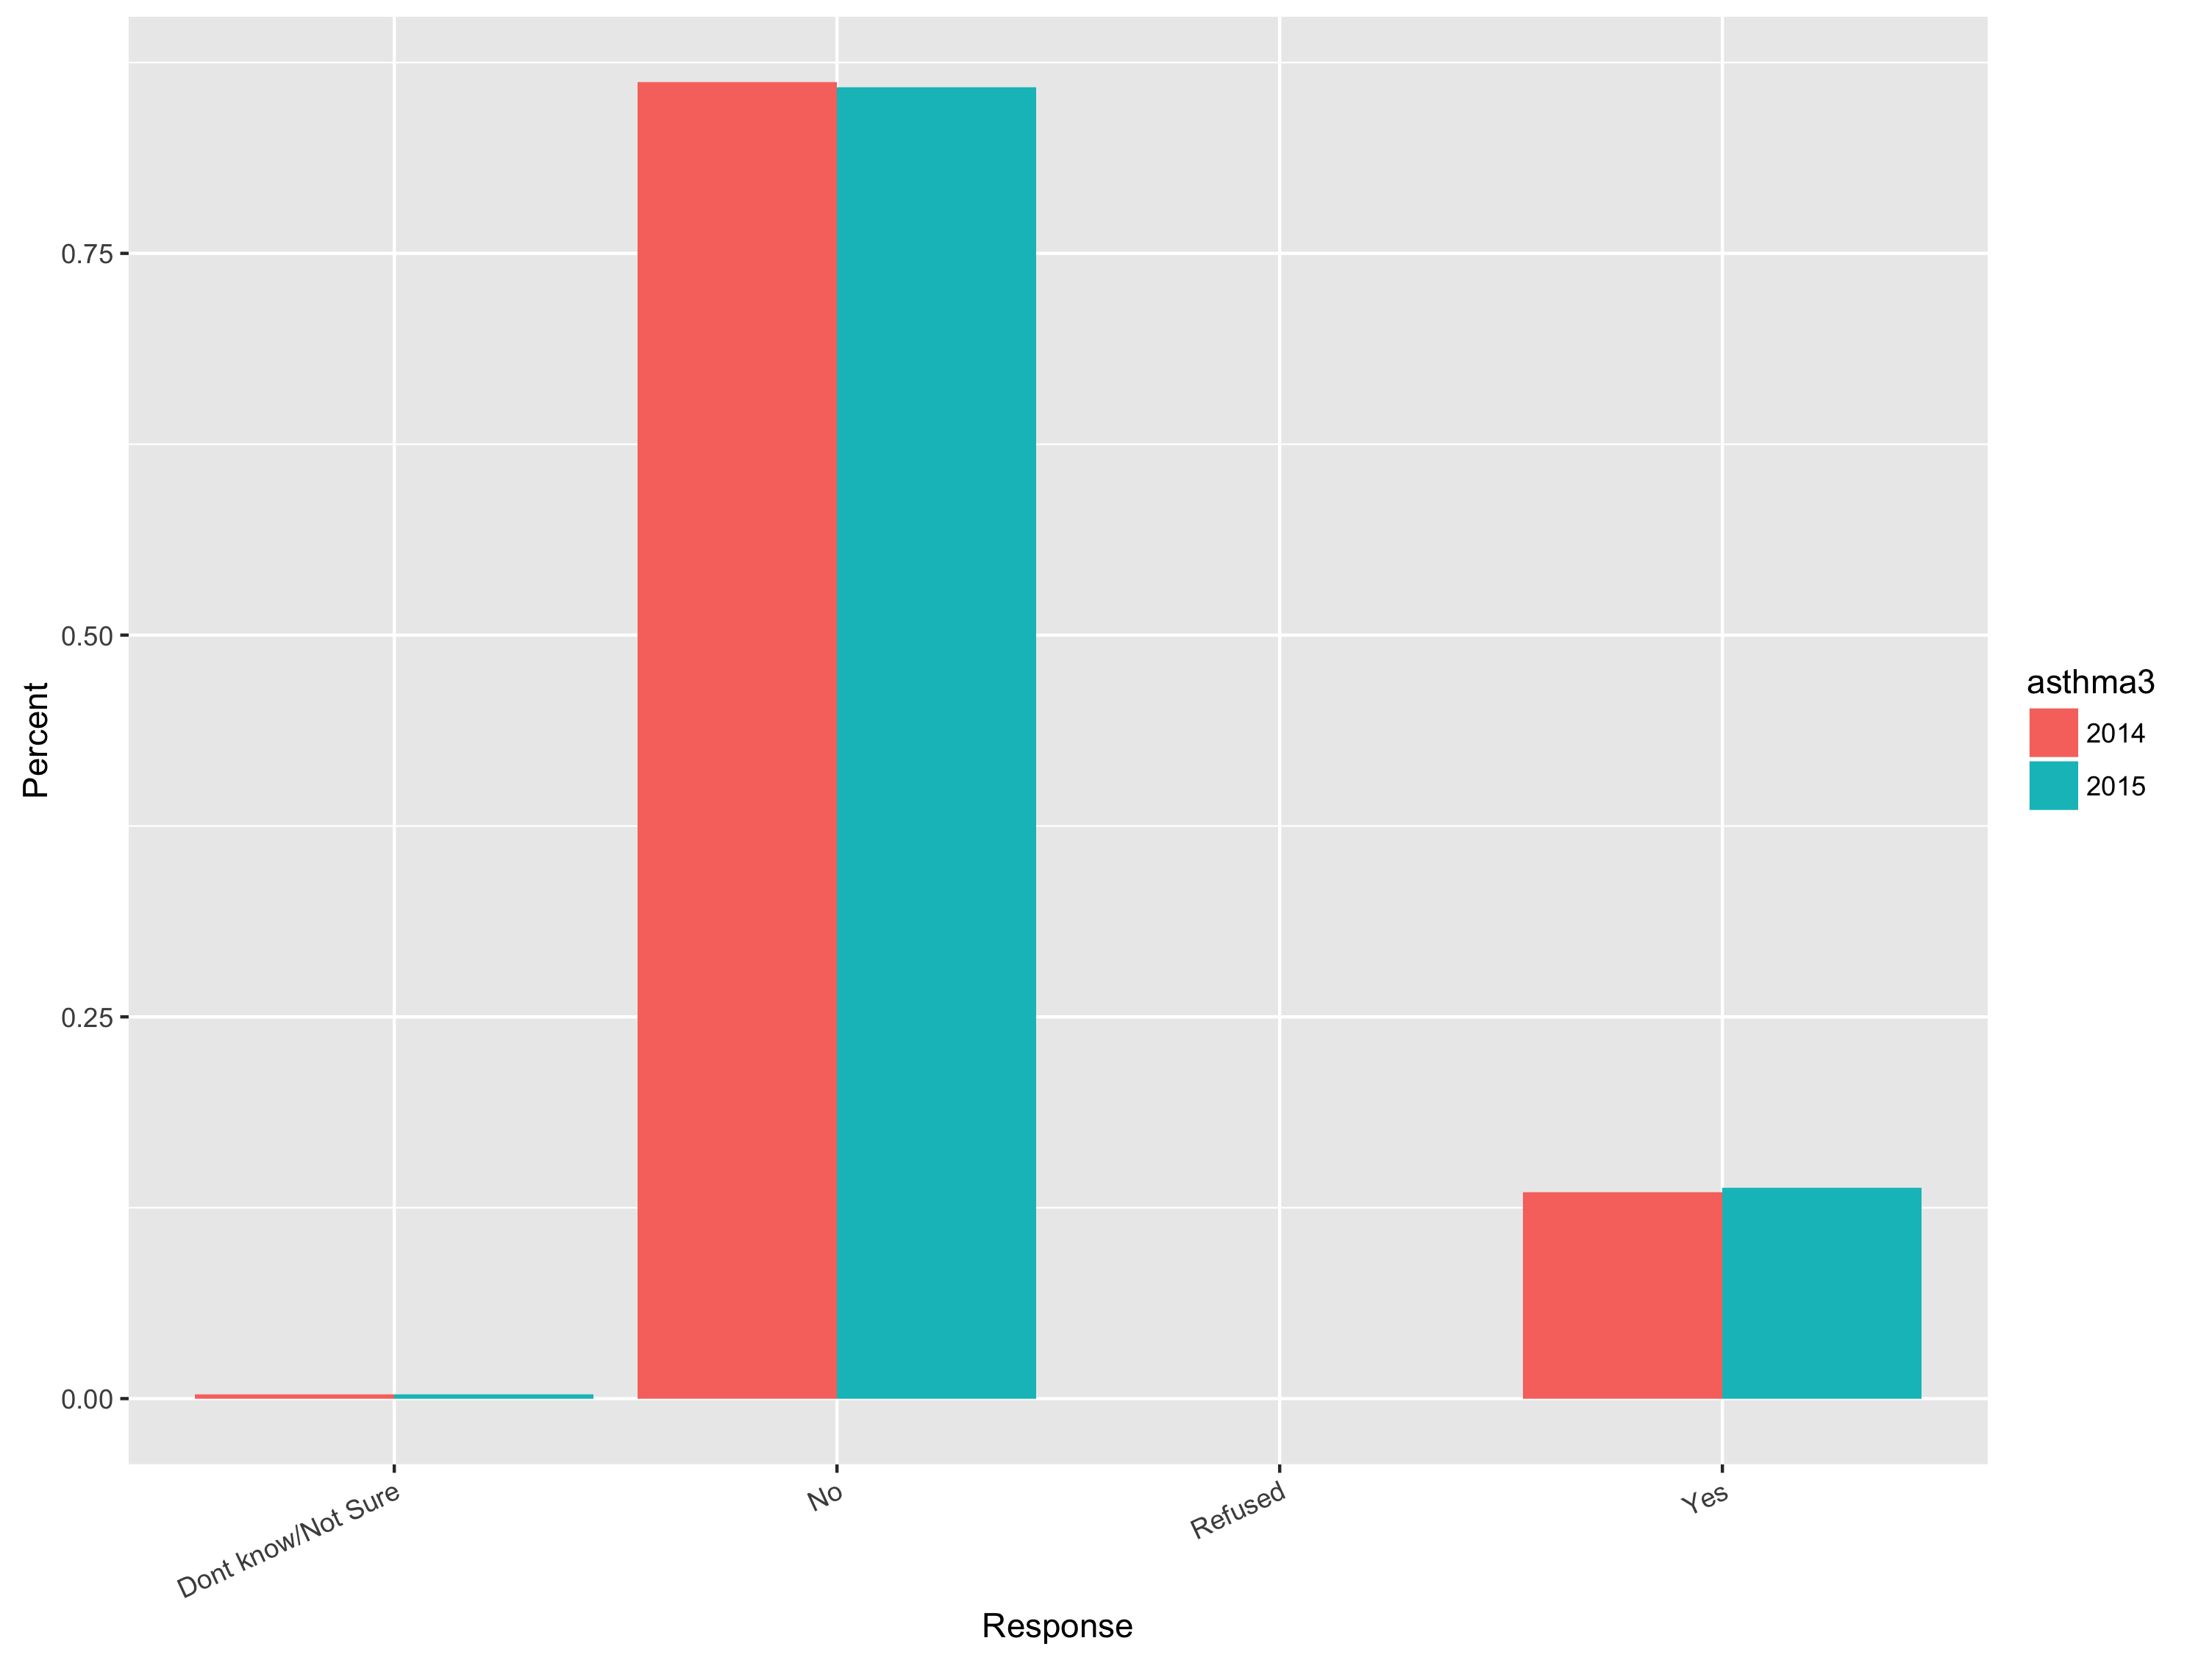 0.75
0.50
0.25
0.00
Percent
Dont know/Not Sure
No
Refused
Yes
Response
asthma3
2014
2015